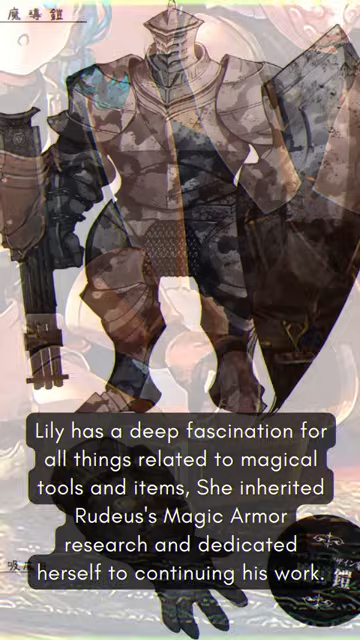 魔導鎧
Lily has a deep fascination for
all things related to magical
tools and items, She inherited
Rudeus's Magic Armor
research and dedicated
herself to continuing his work.
鎧